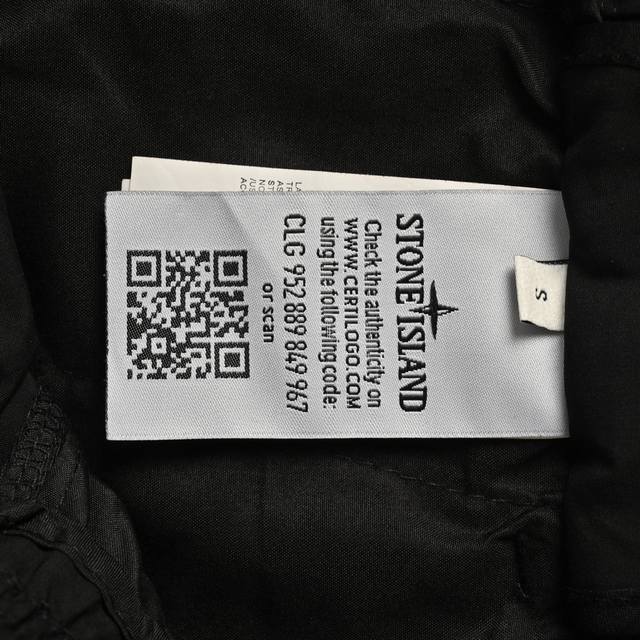 STONE ISLAND
Check the authenticity on
WWW.CERTILOGO.COM
using the following code:
CLG 952 889 849 967
or scan
S